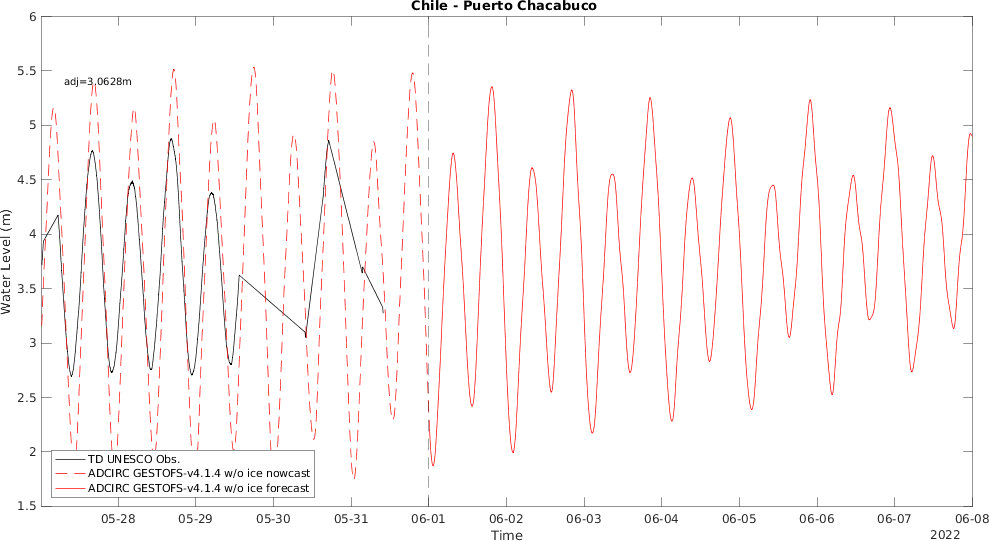 Chile - Puerto Chacabuco
adj=3.0628m
Water Level (m)
6
5.5
5
4.5
4
3.5
3
2.5
2
1.5
TD UNESCO Obs.
ADCIRC GESTOFS-v4.1.4 w/o ice nowcast
ADCIRC GESTOFS-v4.1.4 w/o ice forecast
05-28 05-29 05-30 05-31 06-01 06-02 06-03 06-04 06-05 06-06 06-07 06-08
Time
2022